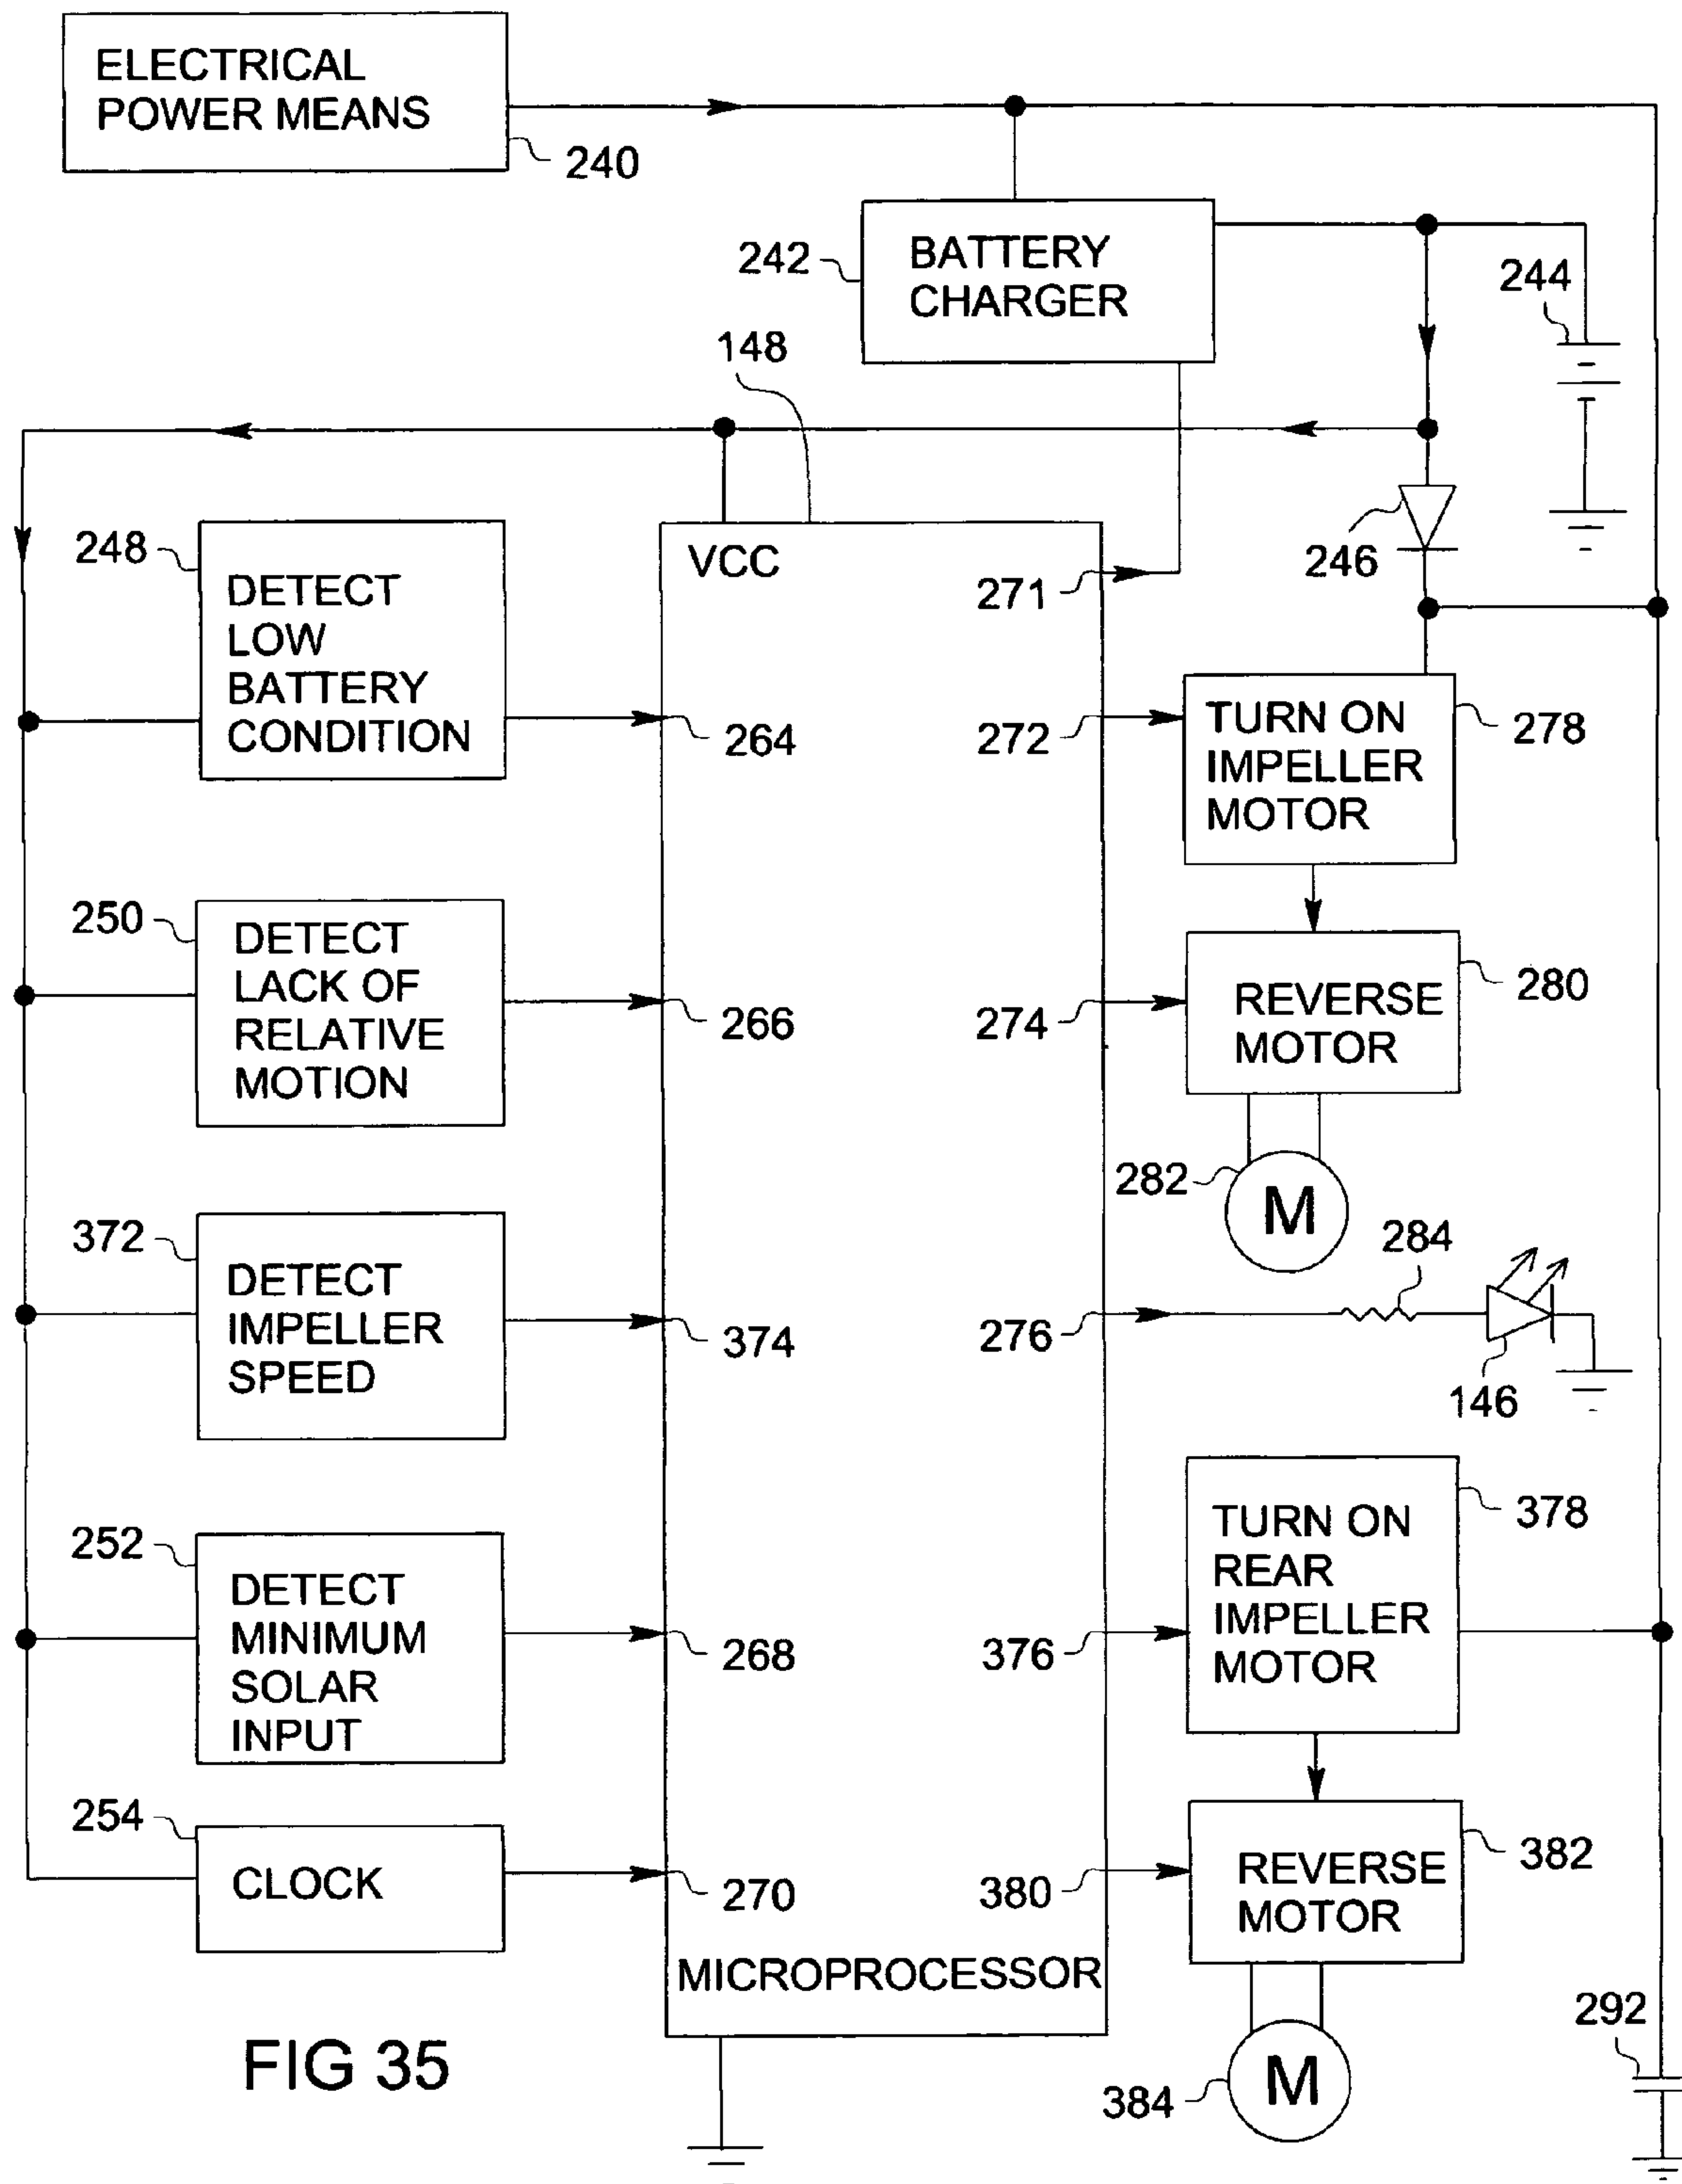 ELECTRICAL
POWER MEANS
240
242
BATTERY
CHARGER
244
148
246
248
DETECT
LOW
BATTERY
CONDITION
VCC
271
264
272
TURN ON
IMPELLER
MOTOR
278
250
DETECT
LACK OF
RELATIVE
MOTION
266
274
REVERSE
MOTOR
280
282
M
372
DETECT
IMPELLER
SPEED
374
276
284
146
252
DETECT
MINIMUM
SOLAR
INPUT
268
376
TURN ON
REAR
IMPELLER
MOTOR
378
254
CLOCK
270
380
REVERSE
MOTOR
382
MICROPROCESSOR
384
M
292
FIG 35